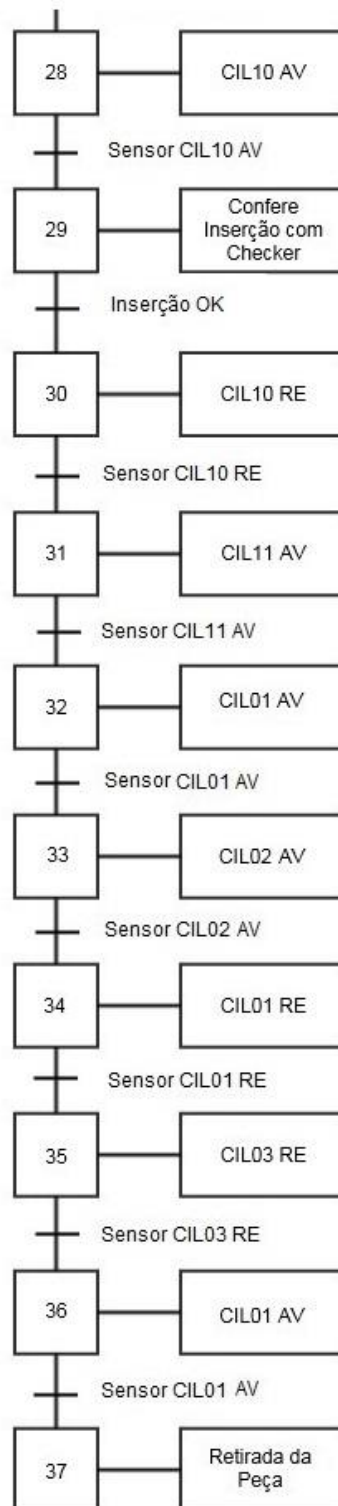 28
CIL10 AV
Sensor CIL10 AV
29
Confere
Inserção com
Checker
Inserção OK
30
CIL10 RE
Sensor CIL10 RE
31
CIL11 AV
Sensor CIL11 AV
32
CIL01 AV
Sensor CIL01 AV
33
CIL02 AV
Sensor CIL02 AV
34
CIL01 RE
Sensor CIL01 RE
35
CIL03 RE
Sensor CIL03 RE
36
CIL01 AV
Sensor CIL01 AV
37
Retirada da
Peça